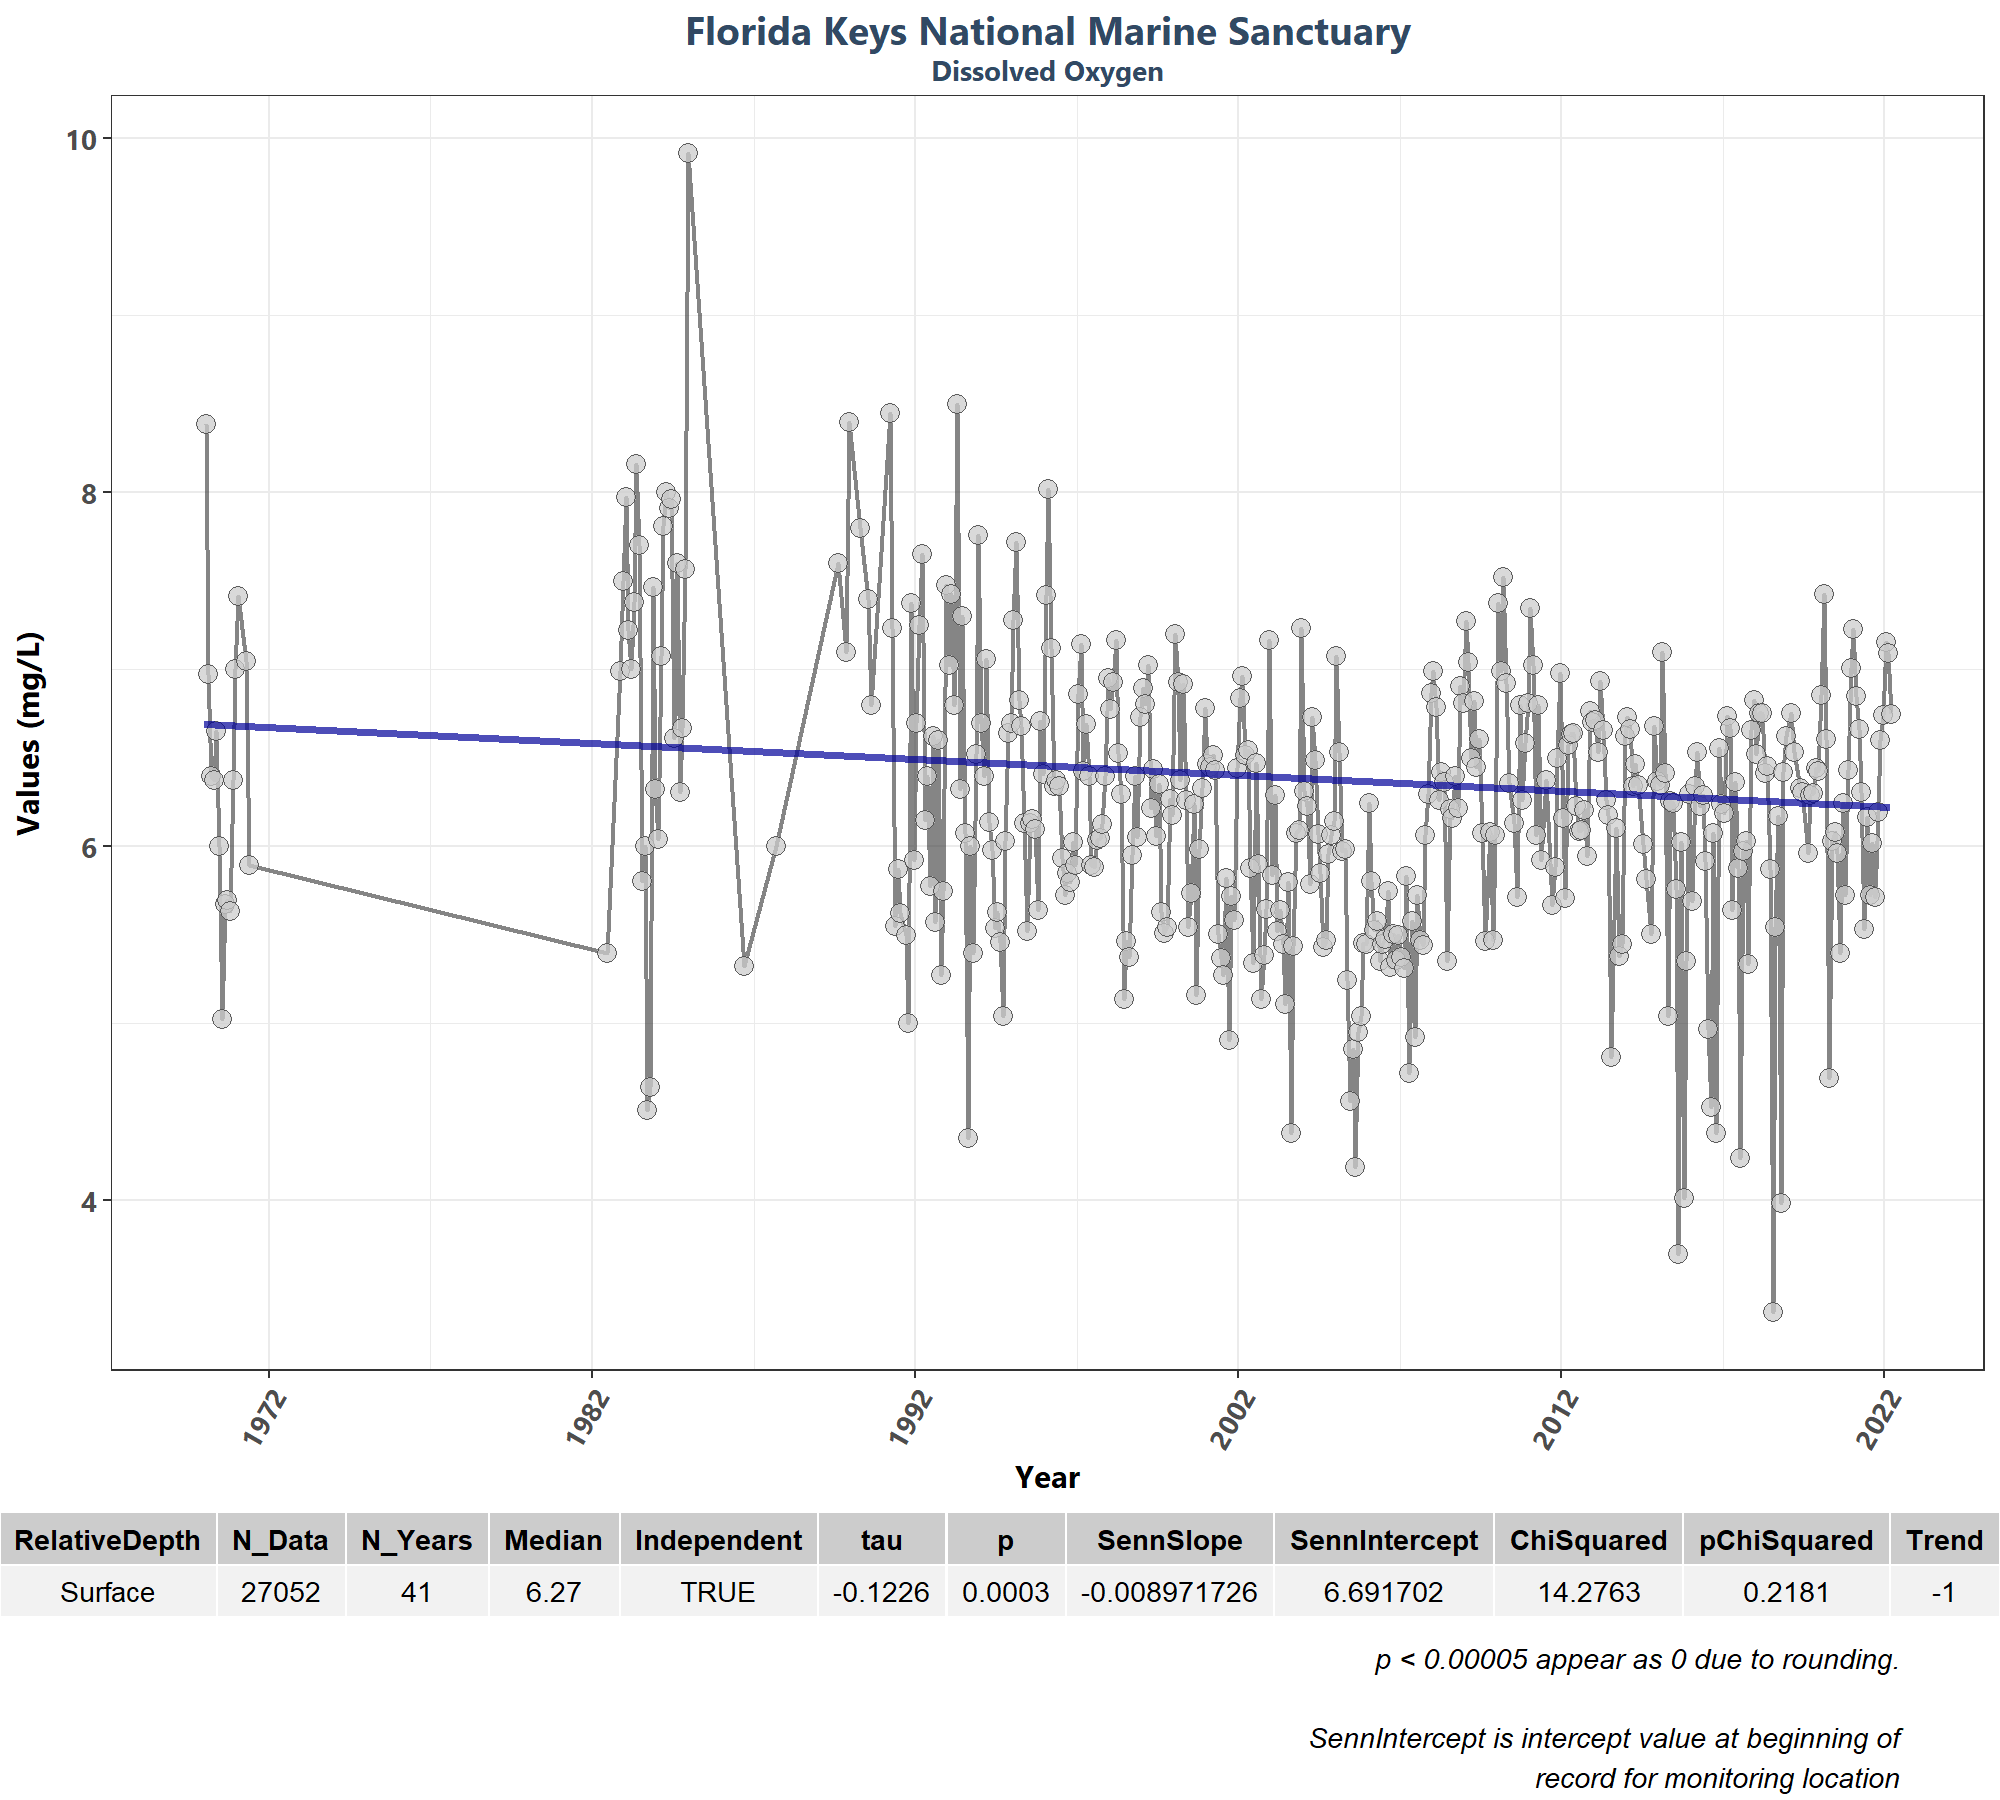 Florida Keys National Marine Sanctuary
Dissolved Oxygen
10
8
6
4
Values (mg/L)
1972 1982 1992 2002 2012 2022
Year
RelativeDepth N_Data N_Years Median Independent tau p SennSlope SennIntercept ChiSquared pChiSquared Trend
Surface 27052 41 6.27 TRUE -0.1226 0.0003 -0.008971726 6.691702 14.2763 0.2181 -1
p < 0.00005 appear as 0 due to rounding.
SennIntercept is intercept value at beginning of
record for monitoring location